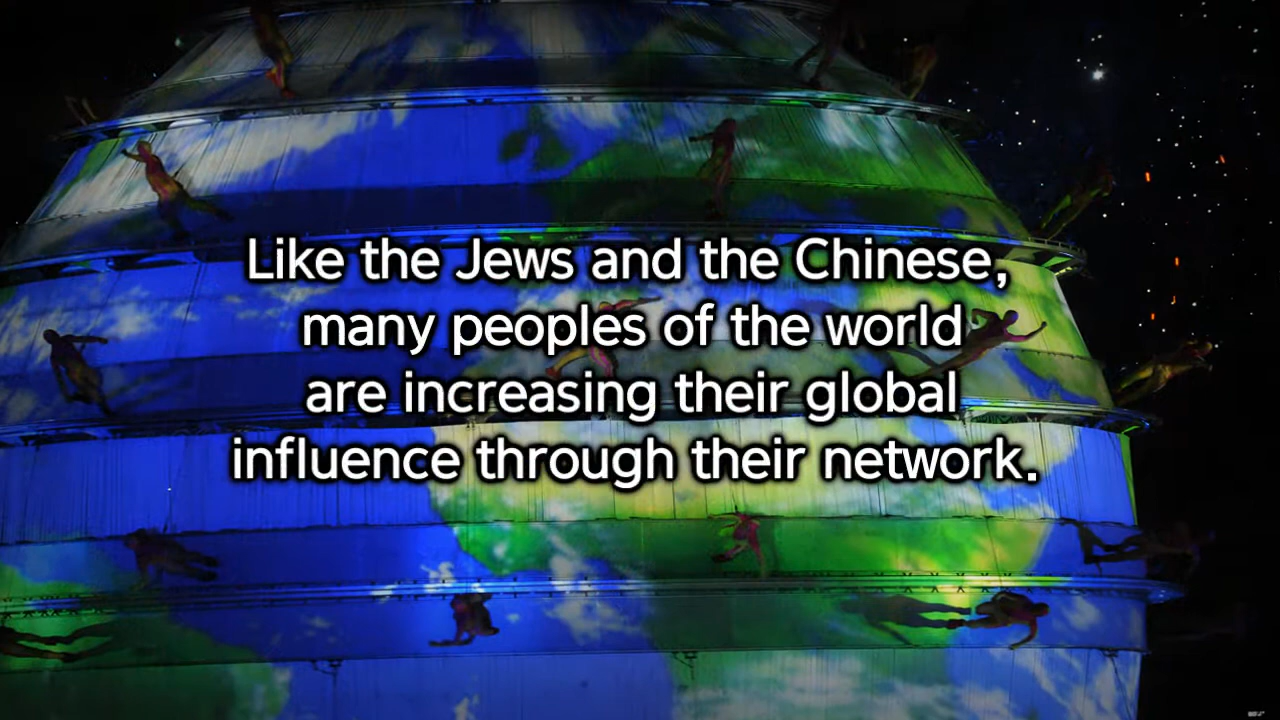 Like the Jews and the Chinese,
many peoples of the world
are increasing their global
influence through their network.